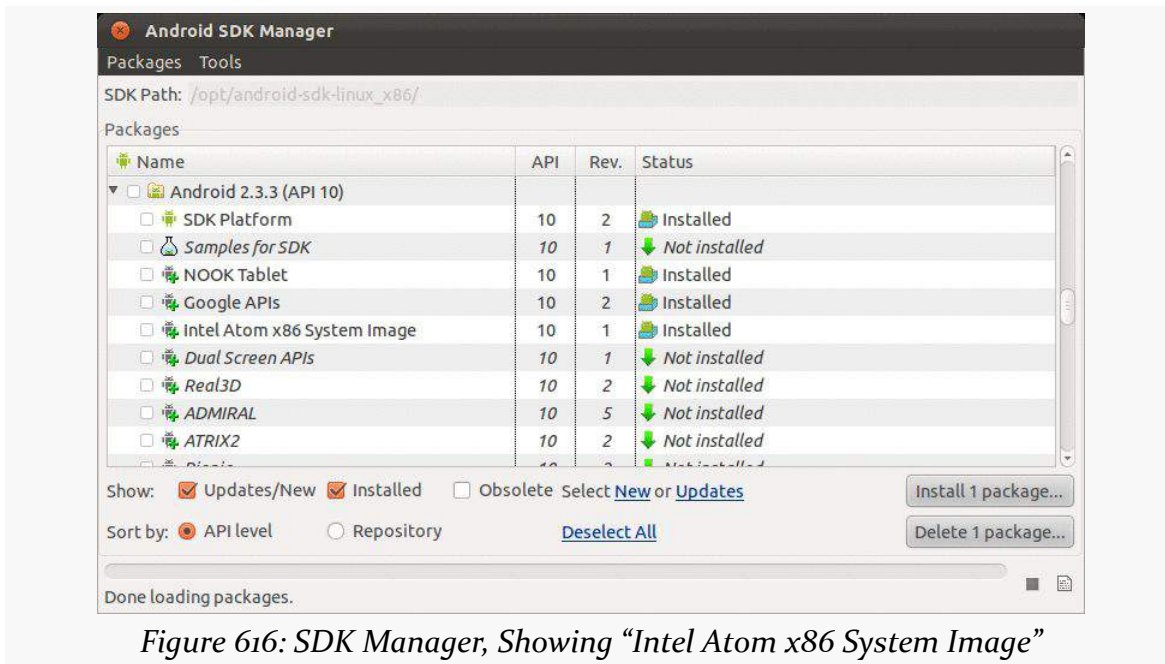 Android SDK Manager
Packages Tools
SDK Path: /opt/android-sdk-linux_x86/
Packages
Name API Rev. Status
Android 2.3.3 (API 10)
SDK Platform 10 2 Installed
Samples for SDK 10 1 Not installed
NOOK Tablet 10 1 Installed
Google APIs 10 2 Installed
Intel Atom x86 System Image 10 1 Installed
Dual Screen APIs 10 1 Not installed
Real3D 10 2 Not installed
ADMIRAL 10 5 Not installed
ATRIX2 10 2 Not installed
Show: Updates/New Installed Obsolete Select New or Updates Install 1 package...
Sort by: API level Repository Deselect All Delete 1 package...
Done loading packages.
Figure 616: SDK Manager, Showing “Intel Atom x86 System Image”